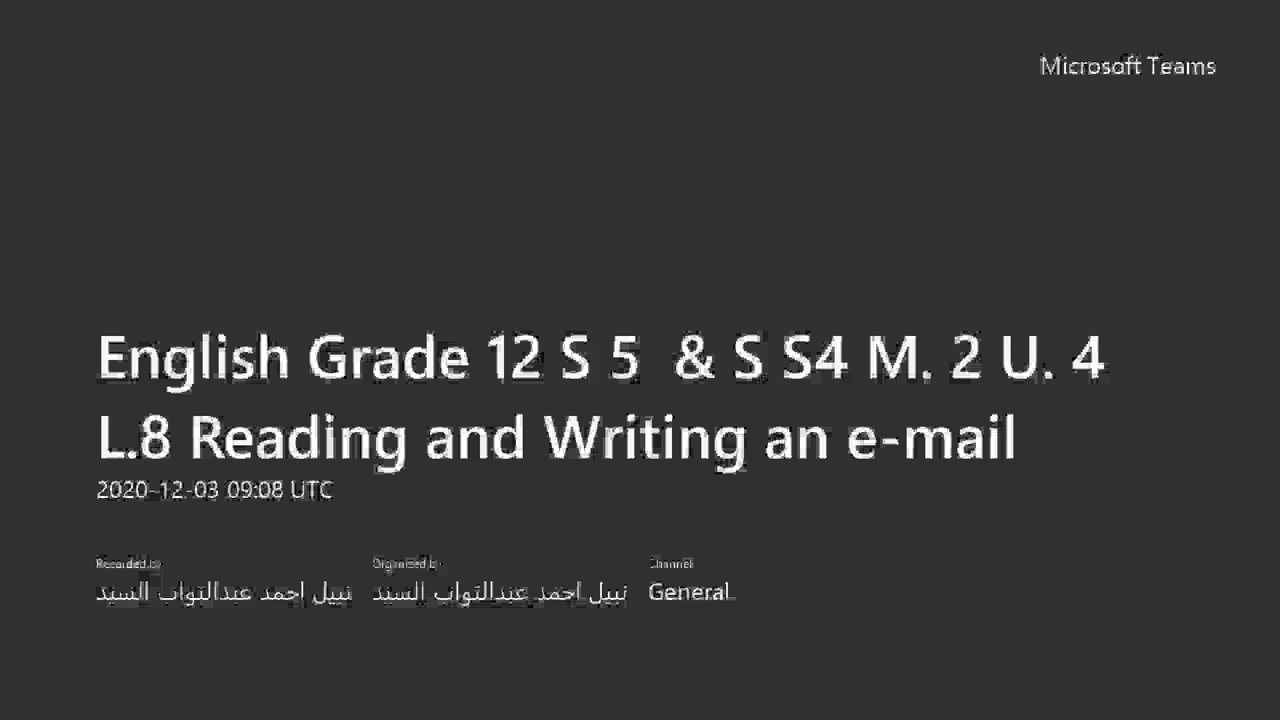 Microsoft Teams
English Grade 12 S 5 & S S4 M. 2 U. 4
L.8 Reading and Writing an e-mail
2020-12-03 09:08 UTC
Recorded by Organized by Channel
نبيل احمد عبدالتواب السيد نبيل احمد عبدالتواب السيد General